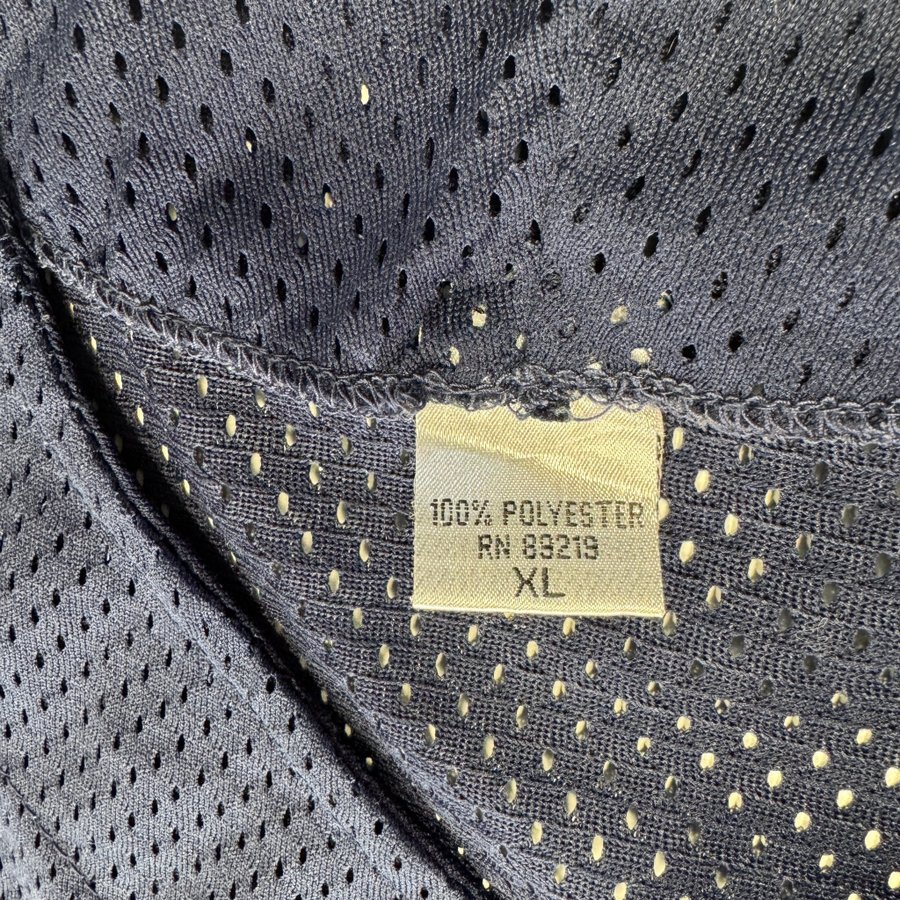 100% POLYESTER
RN 89219
XL